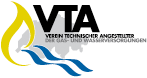 VTA
VEREIN TECHNISCHER ANGESTELLTER
DER GAS- UND WASSERVERSORGUNGEN